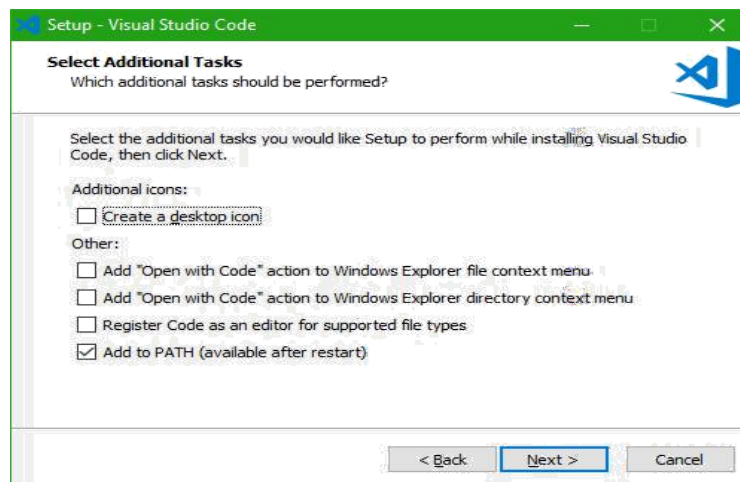 Setup - Visual Studio Code
Select Additional Tasks
Which additional tasks should be performed?
Select the additional tasks you would like Setup to perform while installing Visual Studio
Code, then click Next.
Additional icons:
Create a desktop icon
Other:
Add "Open with Code" action to Windows Explorer file context menu
Add "Open with Code" action to Windows Explorer directory context menu
Register Code as an editor for supported file types
Add to PATH (available after restart)
< Back Next > Cancel